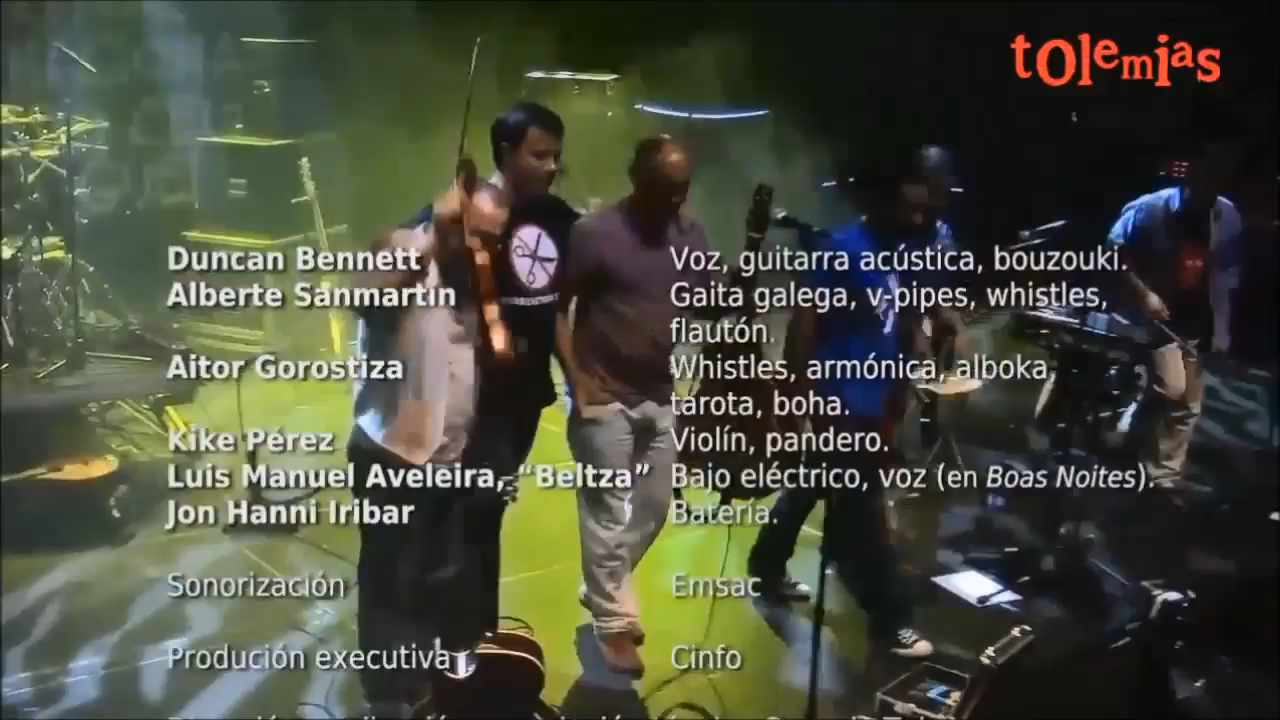 tolemias
Duncan Bennett Voz, guitarra acústica, bouzouki.
Alberte Sanmartín Gaita galega, v-pipes, whistles,
flautón.
Aitor Gorostiza Whistles, armónica, alboka,
tarota, boha.
Kike Pérez Violín, pandero.
Luis Manuel Aveleira, “Beltza” Bajo eléctrico, voz (en Boas Noites).
Jon Hanni Iribar Batería.
Sonorización Emsac
Produción executiva Cinfo